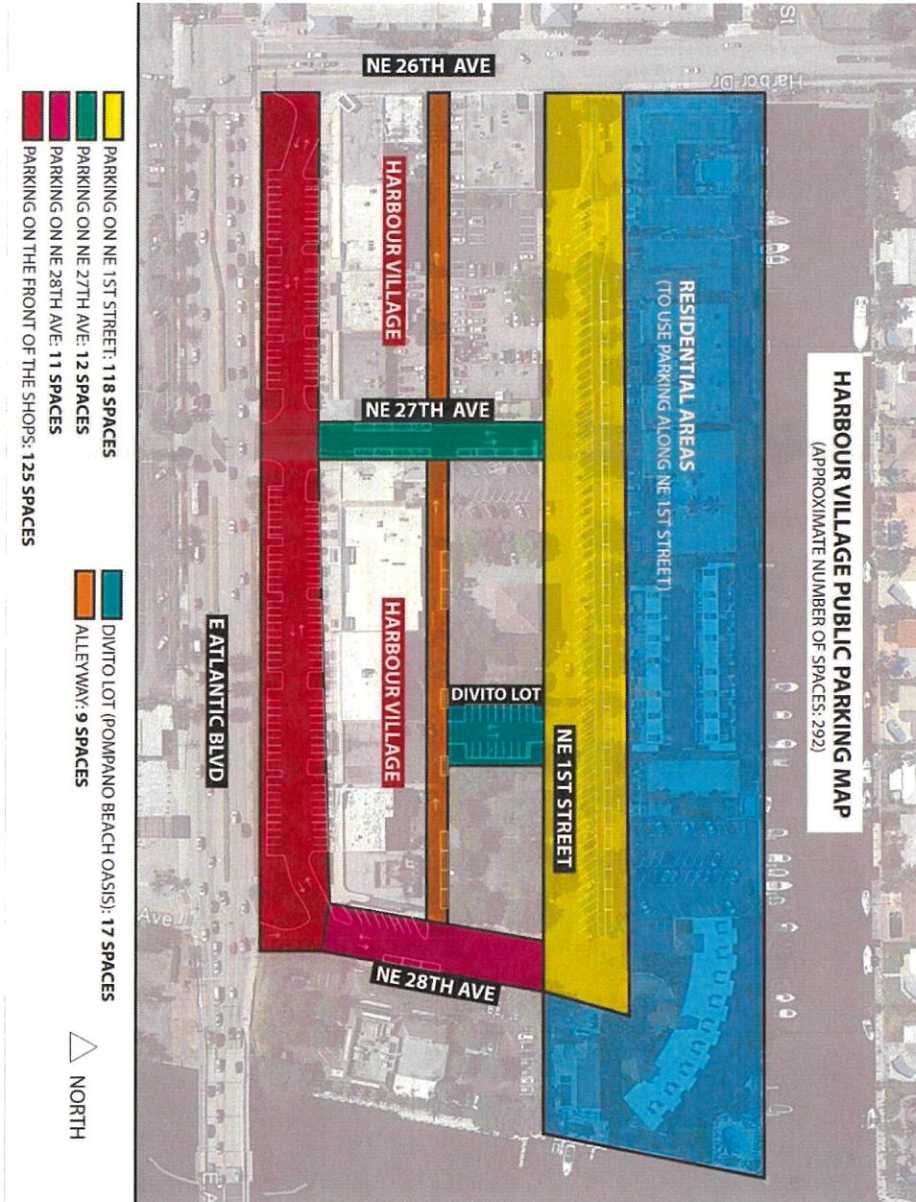 HARBOUR VILLAGE PUBLIC PARKING MAP
(APPROXIMATE NUMBER OF SPACES: 292)
St
Harbor Dr
RESIDENTIAL AREAS
(TO USE PARKING ALONG NE 1ST STREET)
NE 1ST STREET
NE 26TH AVE
NE 27TH AVE
DIVITO LOT
HARBOUR VILLAGE
HARBOUR VILLAGE
NE 28TH AVE
E ATLANTIC BLVD
Ave
E A
PARKING ON NE 1ST STREET: 118 SPACES
PARKING ON NE 27TH AVE: 12 SPACES
PARKING ON NE 28TH AVE: 11 SPACES
PARKING ON THE FRONT OF THE SHOPS: 125 SPACES
DIVITO LOT (POMPANO BEACH OASIS): 17 SPACES
ALLEYWAY: 9 SPACES
NORTH